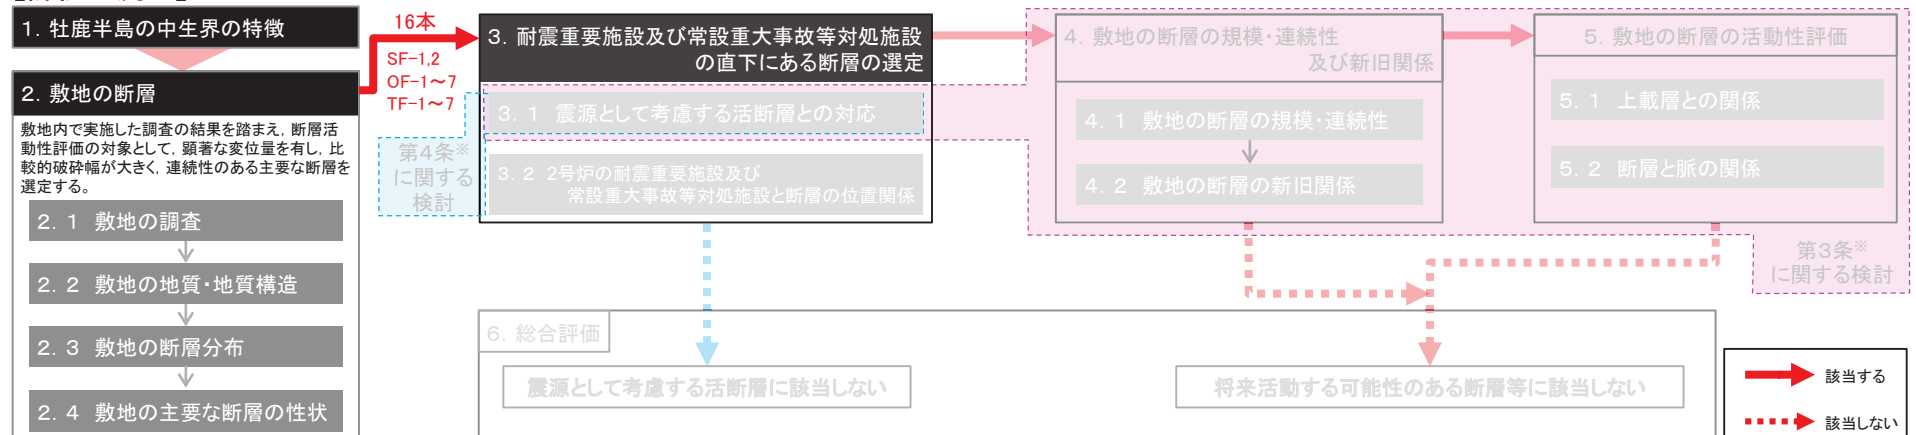 1. 牡鹿半島の中生界の特徴
2. 敷地の断層
敷地内で実施した調査の結果を踏まえ, 断層活
動性評価の対象として, 顕著な変位量を有し, 比
較的破砕幅が大きく, 連続性のある主要な断層を
選定する。
2. 1 敷地の調査
2. 2 敷地の地質・地質構造
2. 3 敷地の断層分布
2. 4 敷地の主要な断層の性状
16本
SF-1,2
OF-1~7
TF-1~7
3. 耐震重要施設及び常設重大事故等対処施設
の直下にある断層の選定
3. 1 震源として考慮する活断層との対応
3. 2 2号炉の耐震重要施設及び
常設重大事故等対処施設と断層の位置関係
第4条※
に関する
検討
4. 敷地の断層の規模・連続性
及び新旧関係
4. 1 敷地の断層の規模・連続性
4. 2 敷地の断層の新旧関係
5. 敷地の断層の活動性評価
5. 1 上載層との関係
5. 2 断層と脈の関係
第3条※
に関する検討
6. 総合評価
震源として考慮する活断層に該当しない
将来活動する可能性のある断層等に該当しない
該当する
該当しない